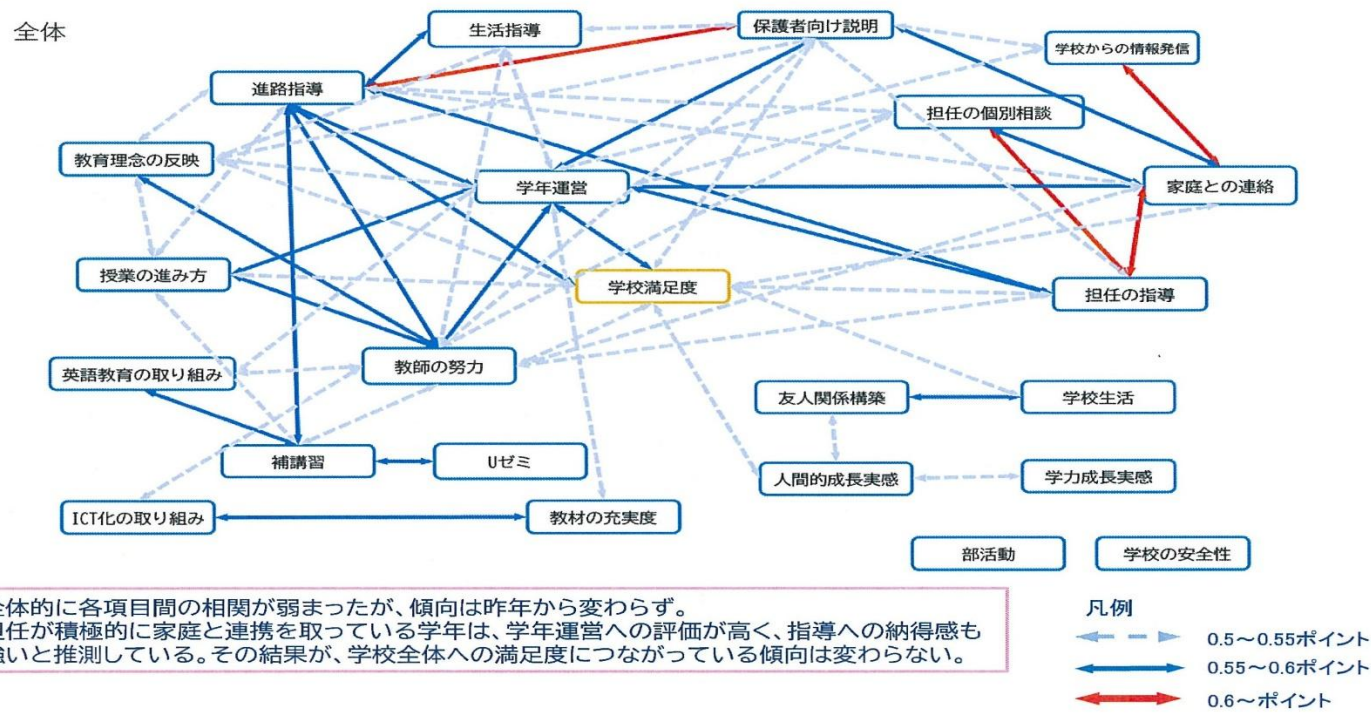 全体
生活指導
保護者向け説明
学校からの情報発信
進路指導
担任の個別相談
教育理念の反映
学年運営
家庭との連絡
授業の進み方
学校満足度
担任の指導
英語教育の取り組み
教師の努力
友人関係構築
学校生活
補講習
Uゼミ
人間的成長実感
学力成長実感
ICT化の取り組み
教材の充実度
部活動
学校の安全性
全体的に各項目間の相関が弱まったが、傾向は昨年から変わらず。
担任が積極的に家庭と連携を取っている学年は、学年運営への評価が高く、指導への納得感も
強いと推測している。その結果が、学校全体への満足度につながっている傾向は変わらない。
凡例
0.5～0.55ポイント
0.55～0.6ポイント
0.6～ポイント